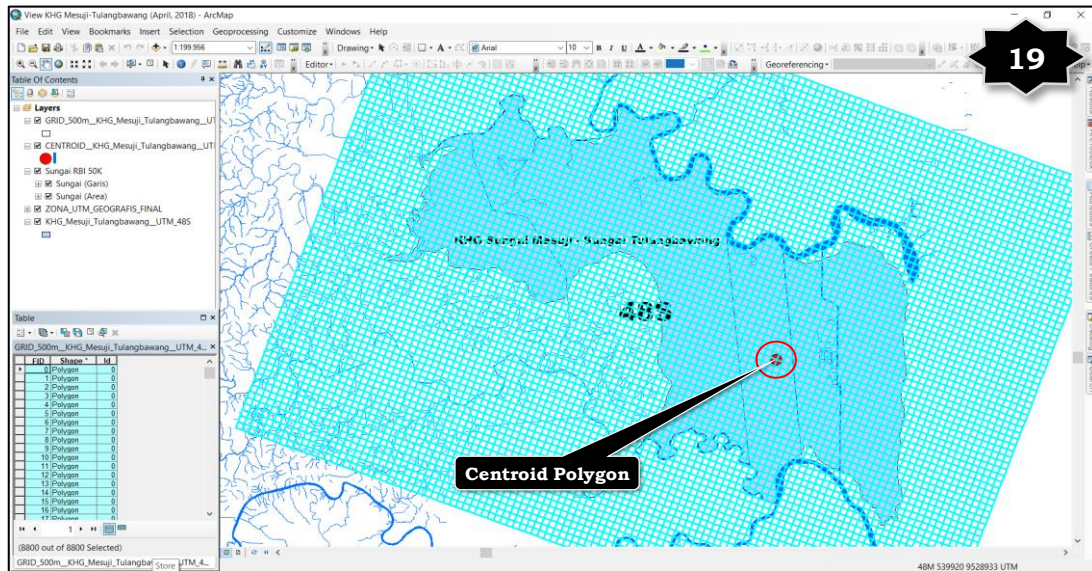 View KHG Mesuji-Tulangbawang (April, 2018) - ArcMap
File Edit View Bookmarks Insert Selection Geoprocessing Customize Windows Help
1:199.956 Drawing Arial 10 B I U A
Editor Georeferencing
19
Table Of Contents
Layers
GRID_500m__KHG_Mesuji_Tulangbawang__UT
CENTROID__KHG_Mesuji_Tulangbawang__UTI
Sungai RBI 50K
Sungai (Garis)
Sungai (Area)
ZONA_UTM_GEOGRAFIS_FINAL
KHG_Mesuji_Tulangbawang__UTM_48S
KHG Sungai Mesuji - Sungai Tulangbawang
48S
Centroid Polygon
Table
GRID_500m__KHG_Mesuji_Tulangbawang__UTM_4...
FID Shape * Id
0 Polygon 0
1 Polygon 0
2 Polygon 0
3 Polygon 0
4 Polygon 0
5 Polygon 0
6 Polygon 0
7 Polygon 0
8 Polygon 0
9 Polygon 0
10 Polygon 0
11 Polygon 0
12 Polygon 0
13 Polygon 0
14 Polygon 0
15 Polygon 0
16 Polygon 0
17 Polygon 0
1
(8800 out of 8800 Selected)
GRID_500m__KHG_Mesuji_Tulangba Store UTM_4...
48M 539920 9528933 UTM